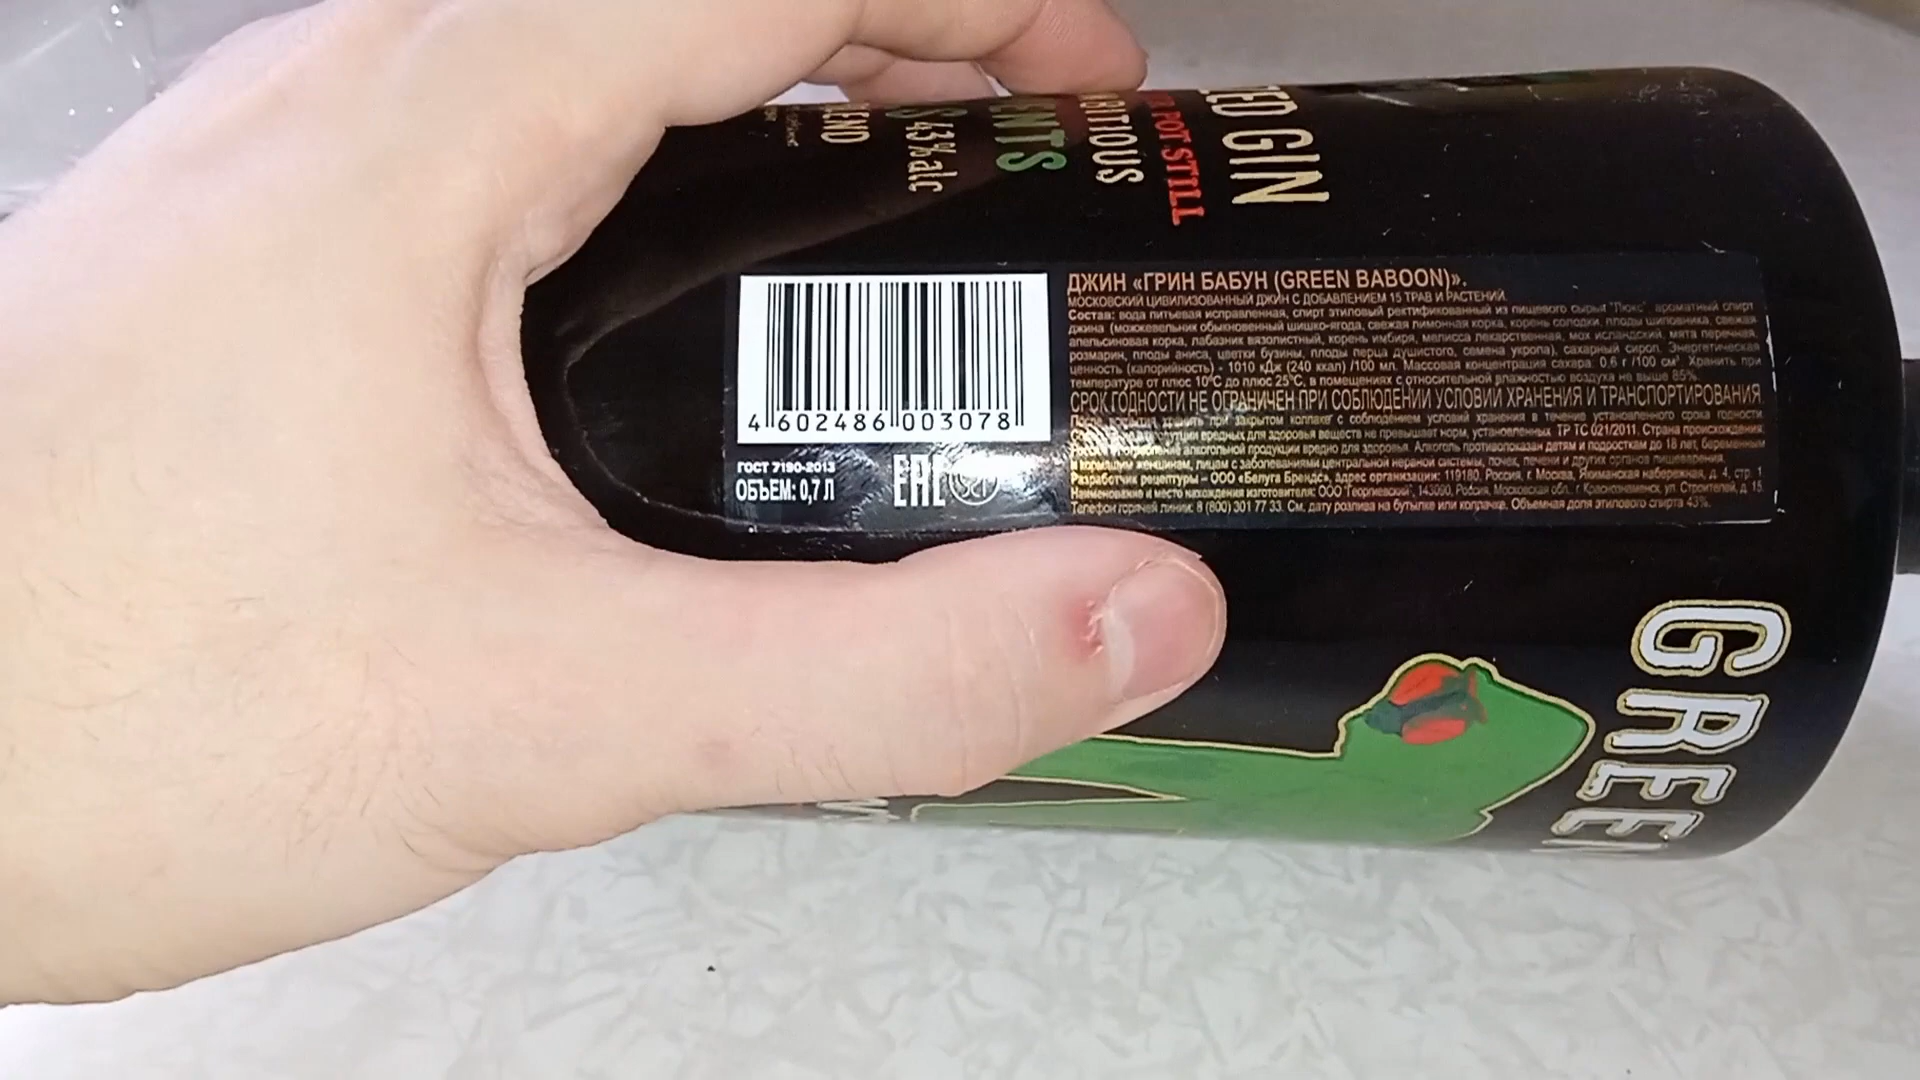 TED GIN
POT STILL
43%alc
4 602486 003078
ГОСТ 7190-2013
ОБЪЕМ: 0,7 Л
EAC
ДЖИН «ГРИН БАБУН (GREEN BABOON)».
МОСКОВСКИЙ ЦИВИЛИЗОВАННЫЙ ДЖИН С ДОБАВЛЕНИЕМ 15 ТРАВ И РАСТЕНИЙ.
Состав: вода питьевая исправленная, спирт этиловый ректификованный из пищевого сырья "Люкс", ароматный спирт
джина (можжевельник обыкновенный шишко-ягода, свежая лимонная корка, корень солодки, плоды шиповника, свежая
апельсиновая корка, лабазник вязолистный, корень имбиря, мелисса лекарственная, мох исландский, мята перечная,
розмарин, плоды аниса, цветки бузины, плоды перца душистого, семена укропа), сахарный сироп. Энергетическая
ценность (калорийность) - 1010 кДж (240 ккал) /100 мл. Массовая концентрация сахара: 0,6 г /100 см³. Хранить при
температуре от плюс 10°С до плюс 25°С, в помещениях с относительной влажностью воздуха не выше 85%.
СРОК ГОДНОСТИ НЕ ОГРАНИЧЕН ПРИ СОБЛЮДЕНИИ УСЛОВИЙ ХРАНЕНИЯ И ТРАНСПОРТИРОВАНИЯ.
хранить при закрытом колпаке с соблюдением условий хранения в течение установленного срока годности
вредных для здоровья веществ не превышает норм, установленных ТР ТС 021/2011. Страна происхождения:
алкогольной продукции вредно для здоровья. Алкоголь противопоказан детям и подросткам до 18 лет, беременным
и кормящим женщинам, лицам с заболеваниями центральной нервной системы, почек, печени и других органов пищеварения.
Разработчик рецептуры – ООО «Белуга Брендс», адрес организации: 119180, Россия, г. Москва, Якиманская набережная, д. 4, стр. 1
Наименование и место нахождения изготовителя: ООО "Георгиевский", 143090, Россия, Московская обл., г. Краснознаменск, ул. Строителей, д. 15.
Телефон горячей линии: 8 (800) 301 77 33. См. дату розлива на бутылке или колпачке. Объемная доля этилового спирта 43%.
GREEN